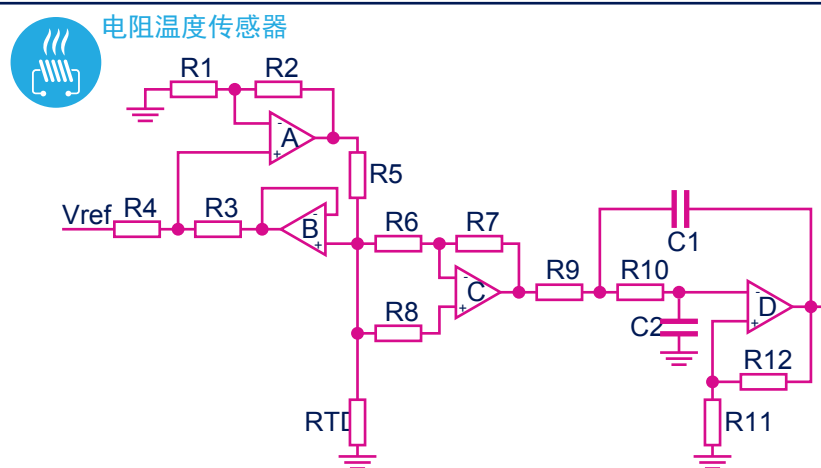 电阻温度传感器
R1 R2
- A +
R5
Vref R4 R3
- B +
R6 R7
- C +
R8
R9 R10
C1
C2
- D +
R12
R11
RTD